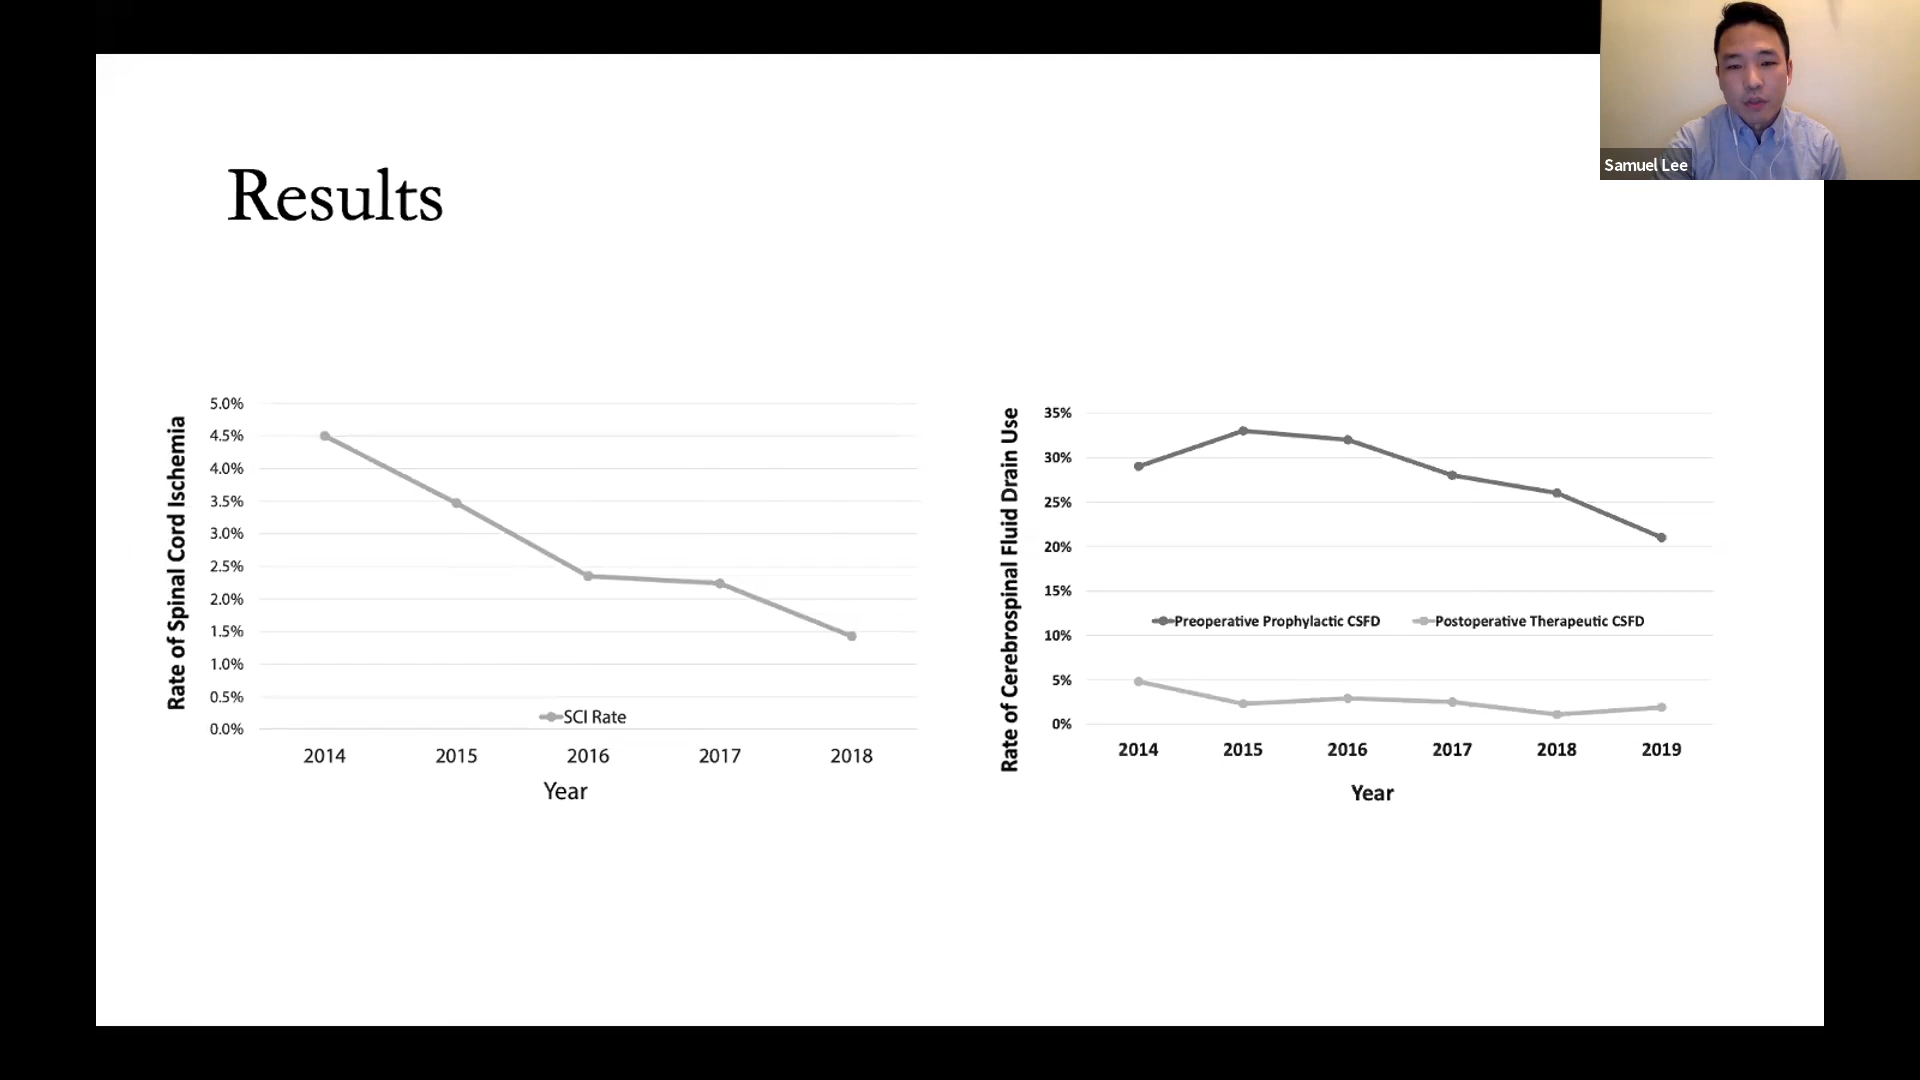 Samuel Lee
Results
Rate of Spinal Cord Ischemia
5.0%
4.5%
4.0%
3.5%
3.0%
2.5%
2.0%
1.5%
1.0%
0.5%
0.0%
SCI Rate
2014 2015 2016 2017 2018
Year
Rate of Cerebrospinal Fluid Drain Use
35%
30%
25%
20%
15%
10%
5%
0%
Preoperative Prophylactic CSFD Postoperative Therapeutic CSFD
2014 2015 2016 2017 2018 2019
Year